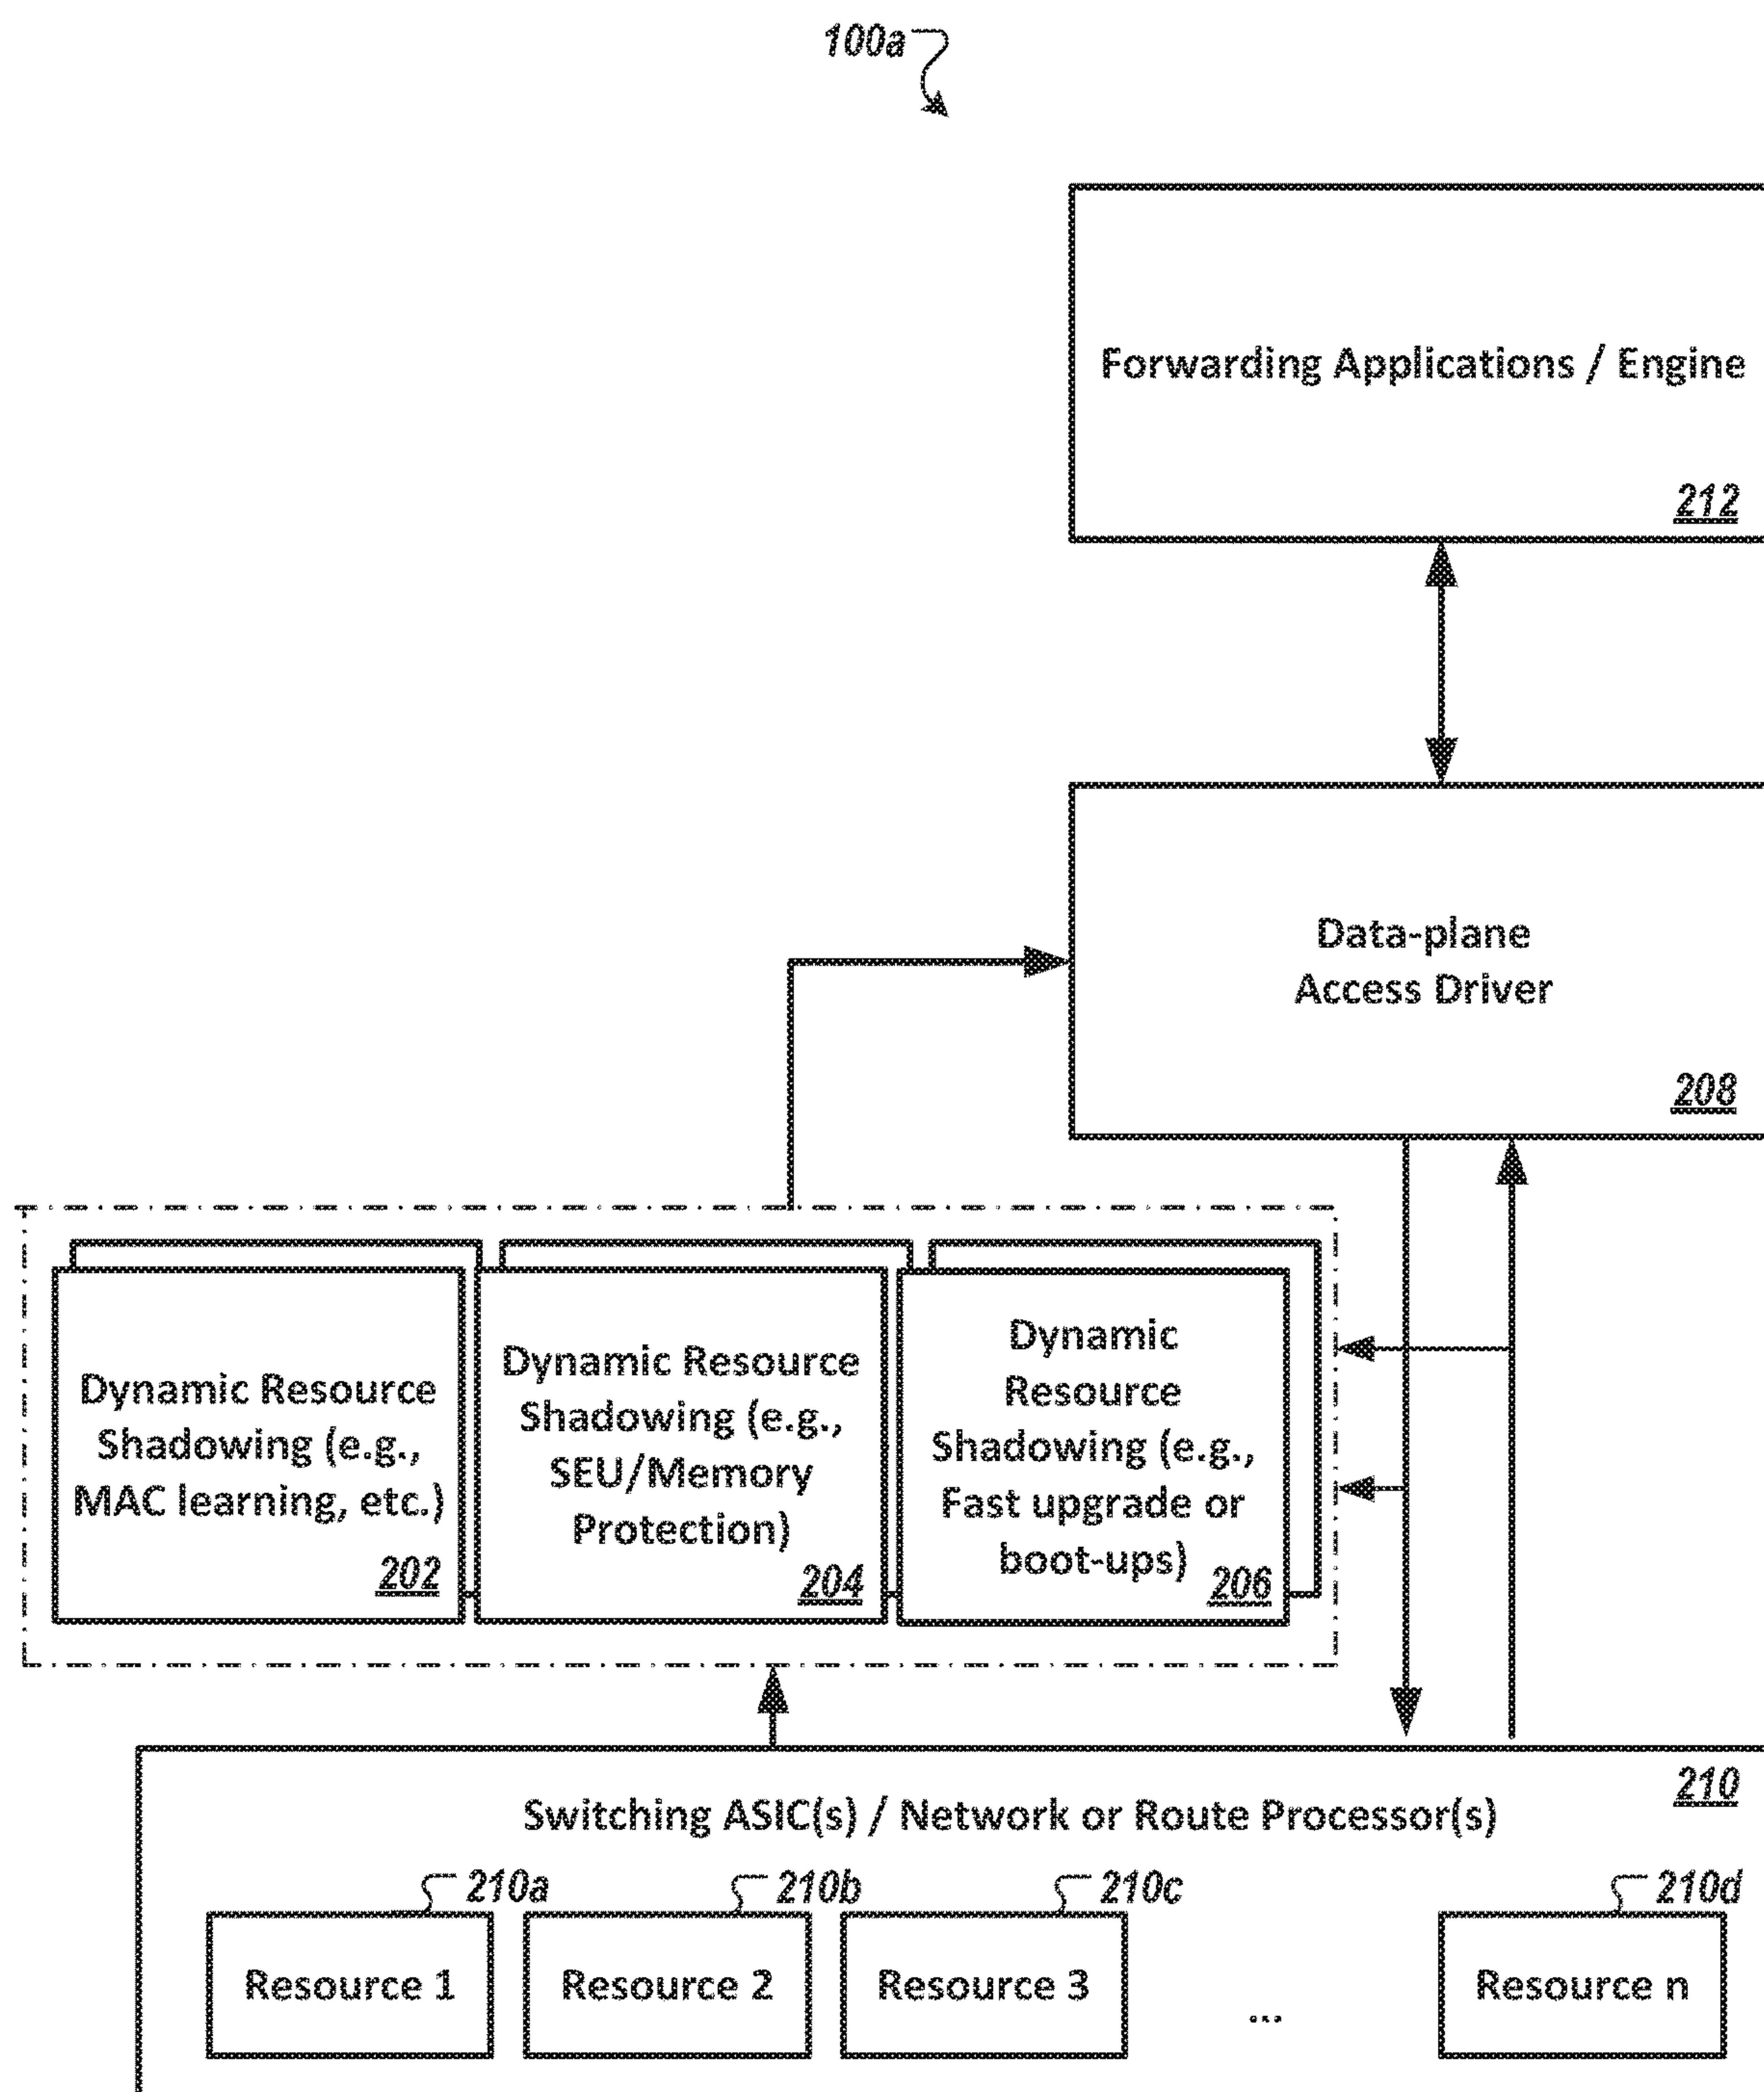 100a
Forwarding Applications / Engine
212
Data-plane
Access Driver
208
Dynamic Resource
Shadowing (e.g.,
MAC learning, etc.)
202
Dynamic Resource
Shadowing (e.g.,
SEU/Memory
Protection)
204
Dynamic
Resource
Shadowing (e.g.,
Fast upgrade or
boot-ups)
206
210
Switching ASIC(s) / Network or Route Processor(s)
210a
210b
210c
210d
Resource 1
Resource 2
Resource 3
...
Resource n